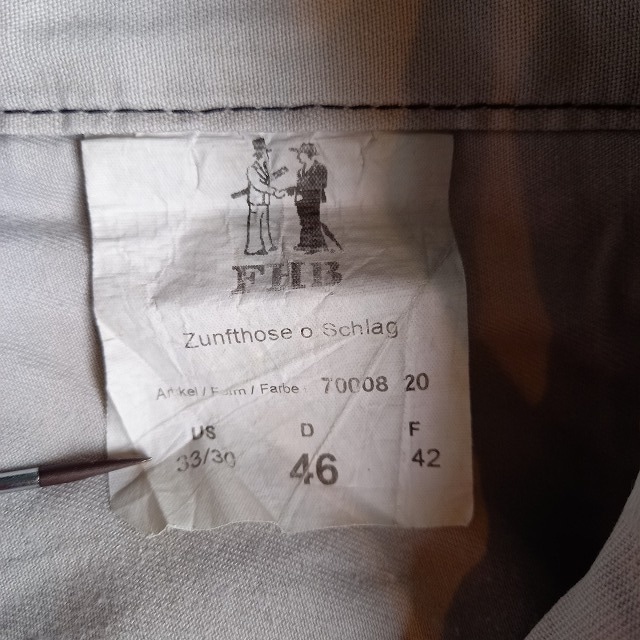 FHB
Zunfthose o Schlag
Artikel / Form / Farbe: 70008 20
US D F
33/30 46 42